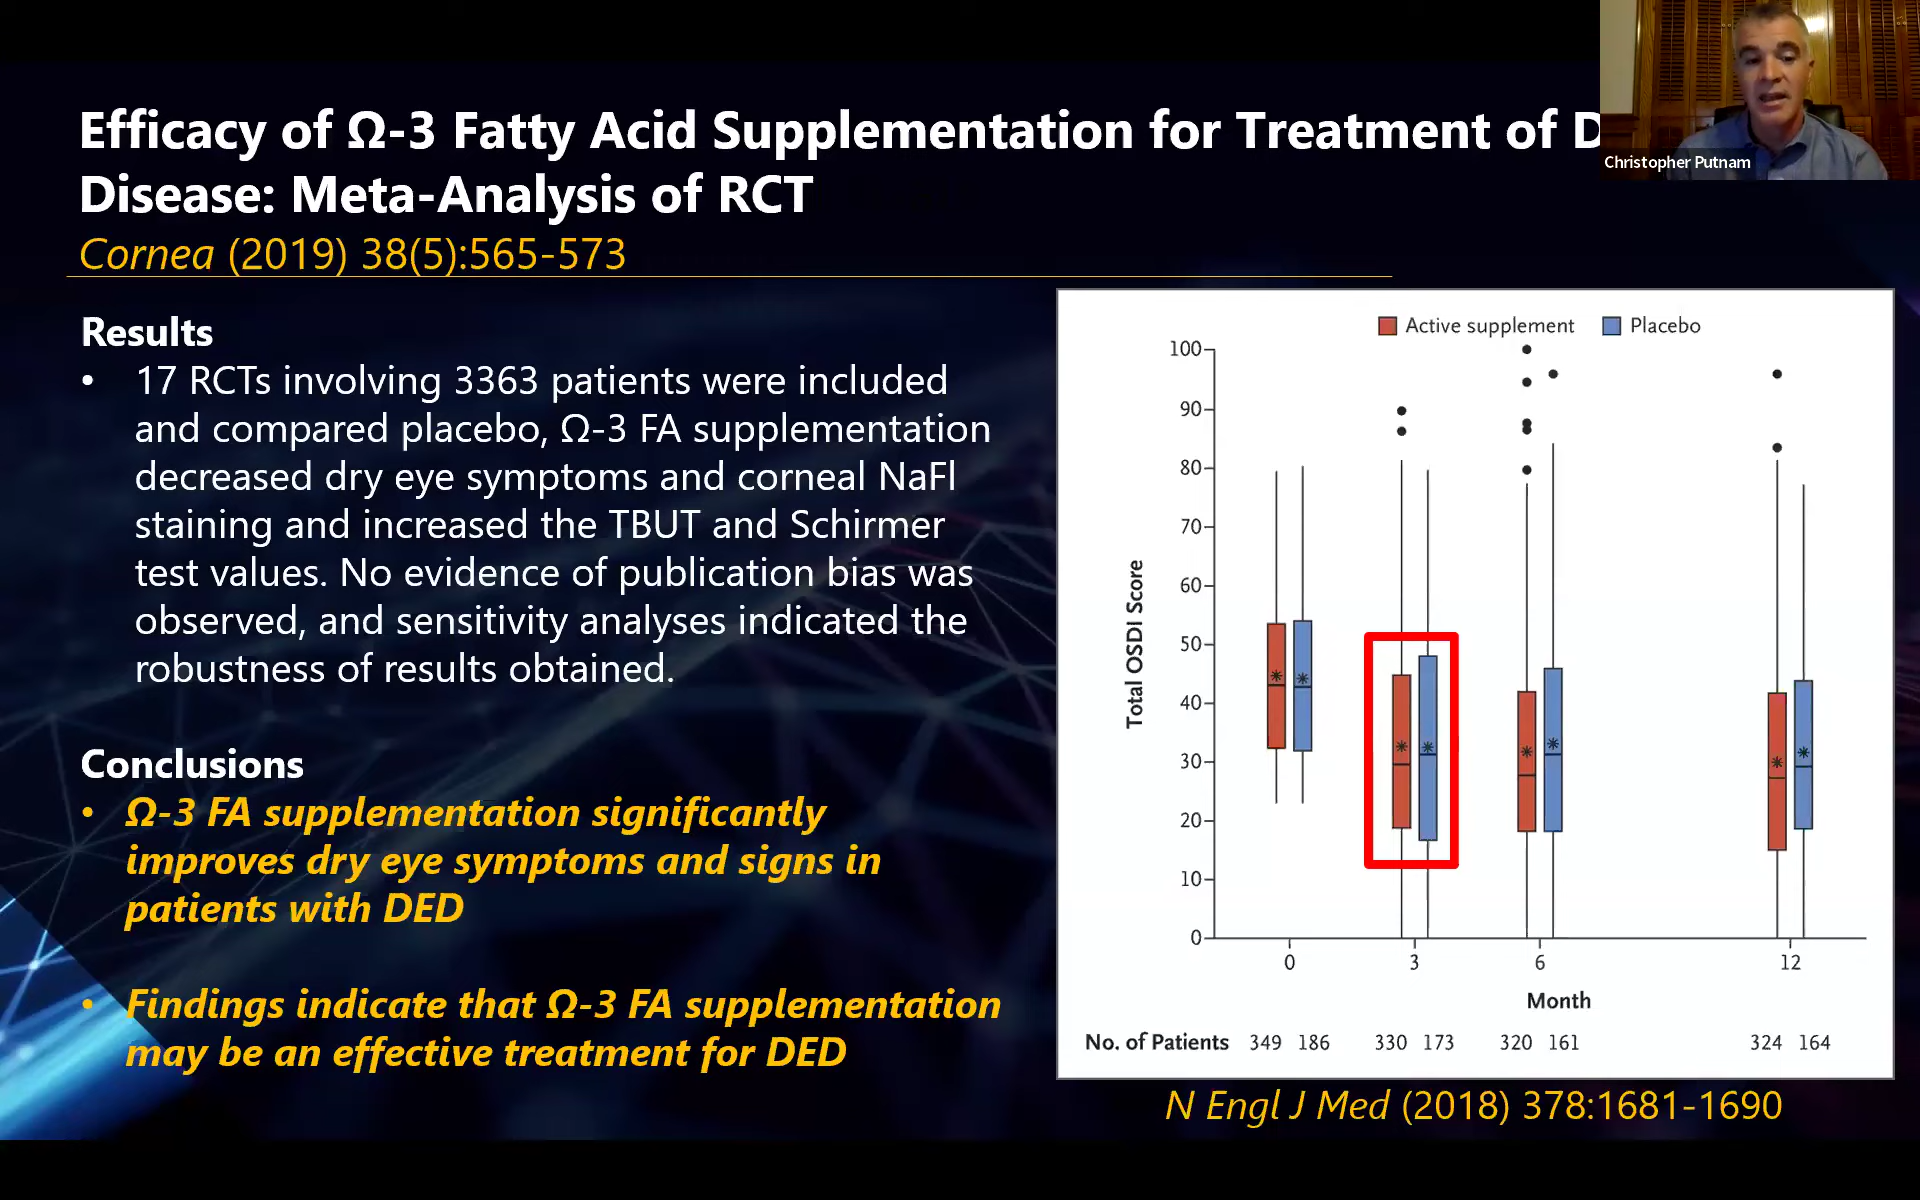 Efficacy of Ω-3 Fatty Acid Supplementation for Treatment of
Disease: Meta-Analysis of RCT
Cornea (2019) 38(5):565-573
Christopher Putnam
Results
• 17 RCTs involving 3363 patients were included
and compared placebo, Ω-3 FA supplementation
decreased dry eye symptoms and corneal NaFl
staining and increased the TBUT and Schirmer
test values. No evidence of publication bias was
observed, and sensitivity analyses indicated the
robustness of results obtained.
Conclusions
• Ω-3 FA supplementation significantly
improves dry eye symptoms and signs in
patients with DED
• Findings indicate that Ω-3 FA supplementation
may be an effective treatment for DED
Active supplement Placebo
Total OSDI Score
100
90
80
70
60
50
40
30
20
10
0
0 3 6 12
Month
No. of Patients 349 186 330 173 320 161 324 164
N Engl J Med (2018) 378:1681-1690